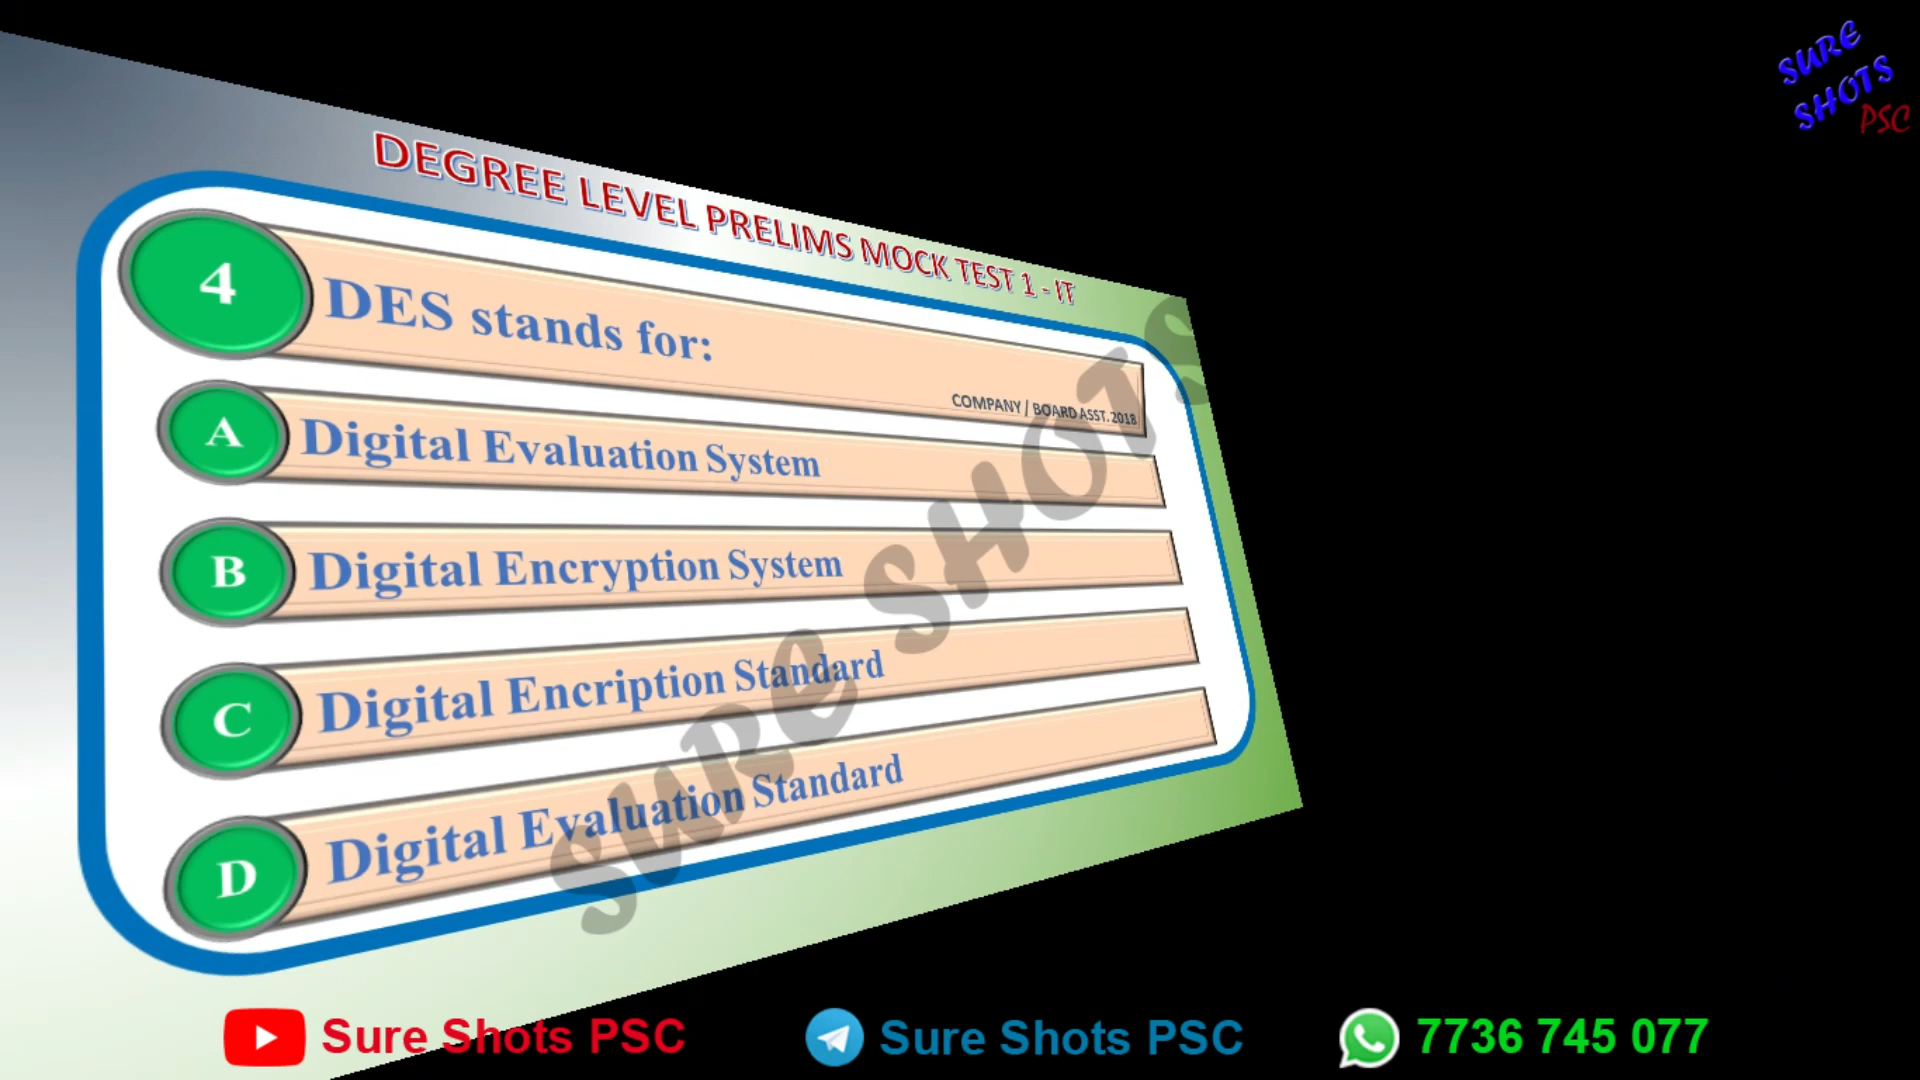 SURE
SHOTS
PSC
DEGREE LEVEL PRELIMS MOCK TEST 1 - IT
4
DES stands for:
COMPANY / BOARD ASST. 2018
A
Digital Evaluation System
B
Digital Encryption System
C
Digital Encription Standard
D
Digital Evaluation Standard
SURE SHOTS
Sure Shots PSC
Sure Shots PSC
7736 745 077